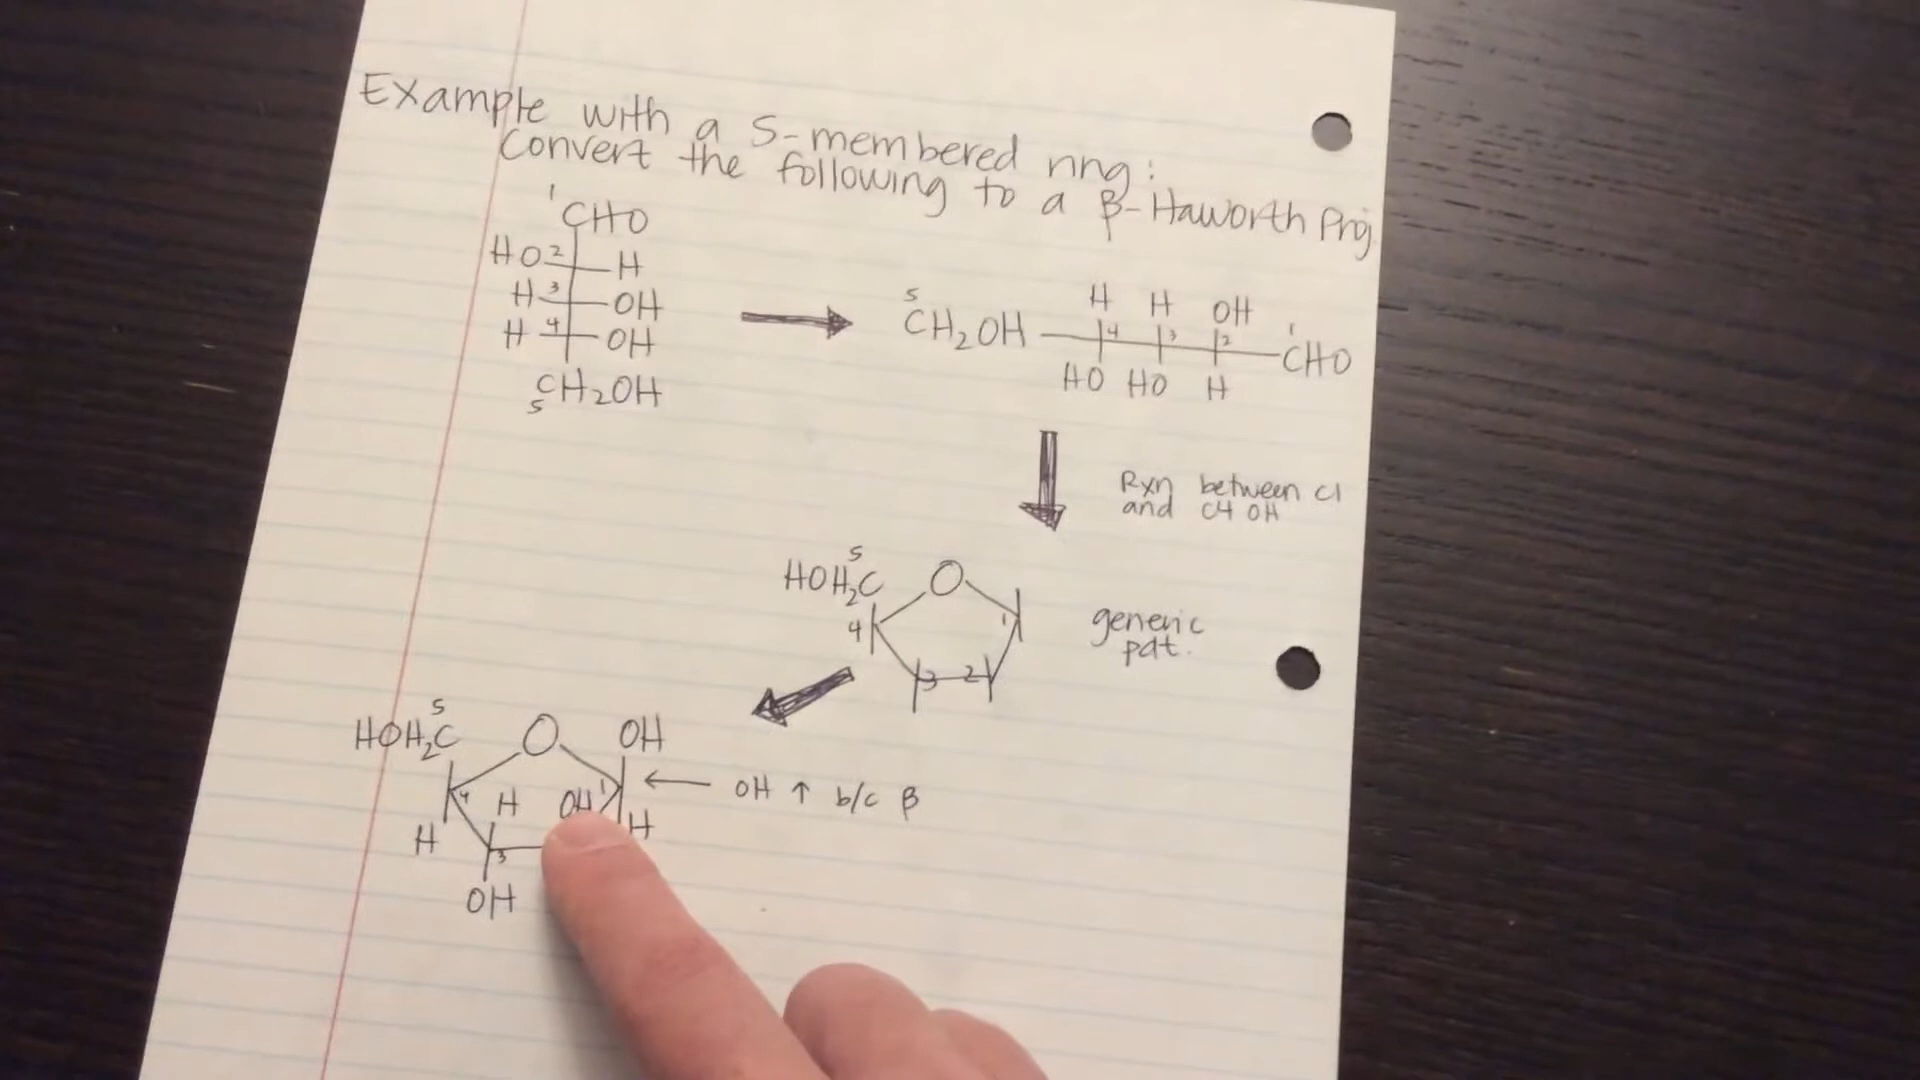 Example with a 5-membered ring:
Convert the following to a β-Haworth Proj
1
CHO
HO 2 H
H 3 OH
H 4 OH
CH2OH
5
5 H H OH 1
CH2OH 4 3 2 CHO
HO HO H
Rxn between C1
and C4 OH
5
HOH2C O
4 1
3 2
generic
pdt.
5
HOH2C O OH
4 H OH 1
H H
3
OH
OH ↑ b/c β